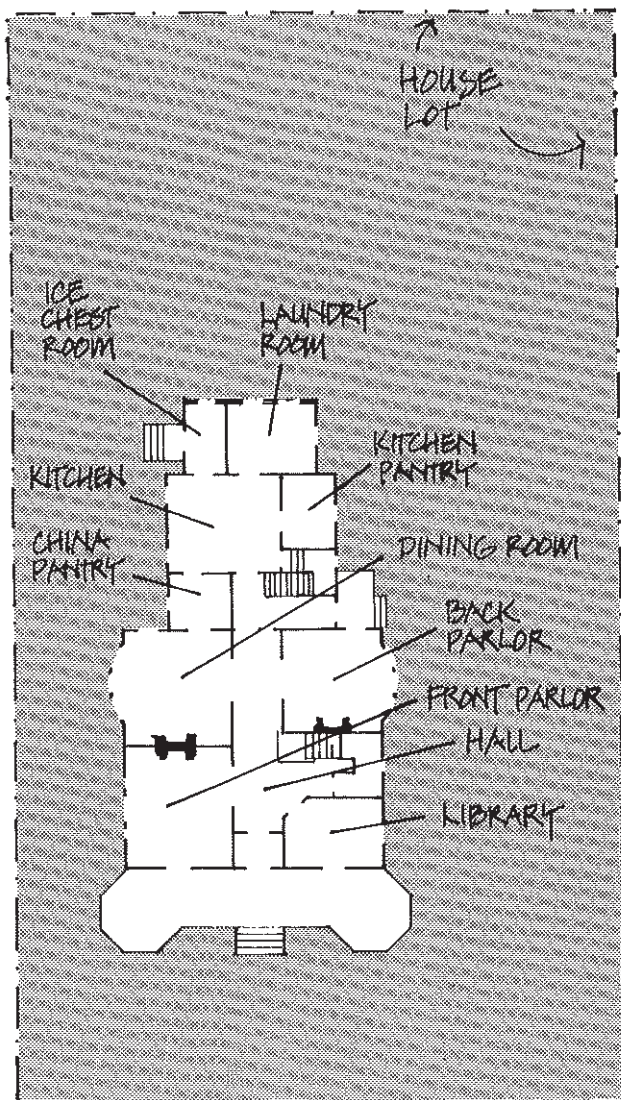 HOUSE
LOT
ICE
CHEST
ROOM
LAUNDRY
ROOM
KITCHEN
PANTRY
KITCHEN
CHINA
PANTRY
DINING ROOM
BACK
PARLOR
FRONT PARLOR
HALL
LIBRARY